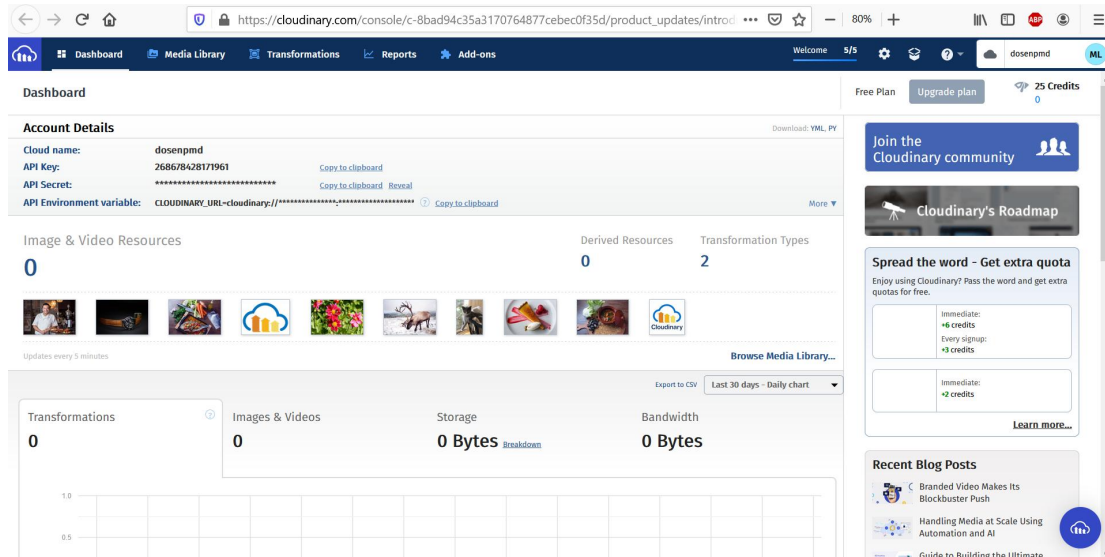 https://cloudinary.com/console/c-8bad94c35a3170764877cebec0f35d/product_updates/introd
80%
ABP
Dashboard
Media Library
Transformations
Reports
Add-ons
Welcome 5/5
dosenpmd
ML
Dashboard
Free Plan
Upgrade plan
25 Credits
0
Account Details
Download: YML, PY
Cloud name: dosenpmd
API Key: 268678428171961 Copy to clipboard
API Secret: *************************** Copy to clipboard Reveal
API Environment variable: CLOUDINARY_URL=cloudinary://***************:******************** ? Copy to clipboard
More ▼
Image & Video Resources
0
Derived Resources
0
Transformation Types
2
Cloudinary
Updates every 5 minutes
Browse Media Library...
Export to CSV
Last 30 days - Daily chart
Transformations ?
0
Images & Videos
0
Storage
0 Bytes Breakdown
Bandwidth
0 Bytes
1.0
0.5
Join the
Cloudinary community
Cloudinary's Roadmap
Spread the word - Get extra quota
Enjoy using Cloudinary? Pass the word and get extra
quotas for free.
Immediate:
+6 credits
Every signup:
+3 credits
Immediate:
+2 credits
Learn more...
Recent Blog Posts
Branded Video Makes Its
Blockbuster Push
Handling Media at Scale Using
Automation and AI
Guide to Building the Ultimate